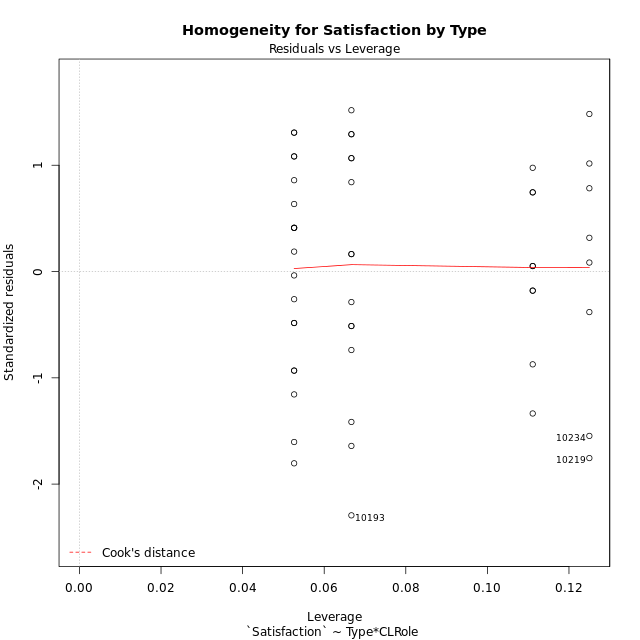 Homogeneity for Satisfaction by Type
Residuals vs Leverage
Standardized residuals
1
0
-1
-2
10234
10219
10193
Cook's distance
0.00 0.02 0.04 0.06 0.08 0.10 0.12
Leverage
`Satisfaction` ~ Type*CLRole